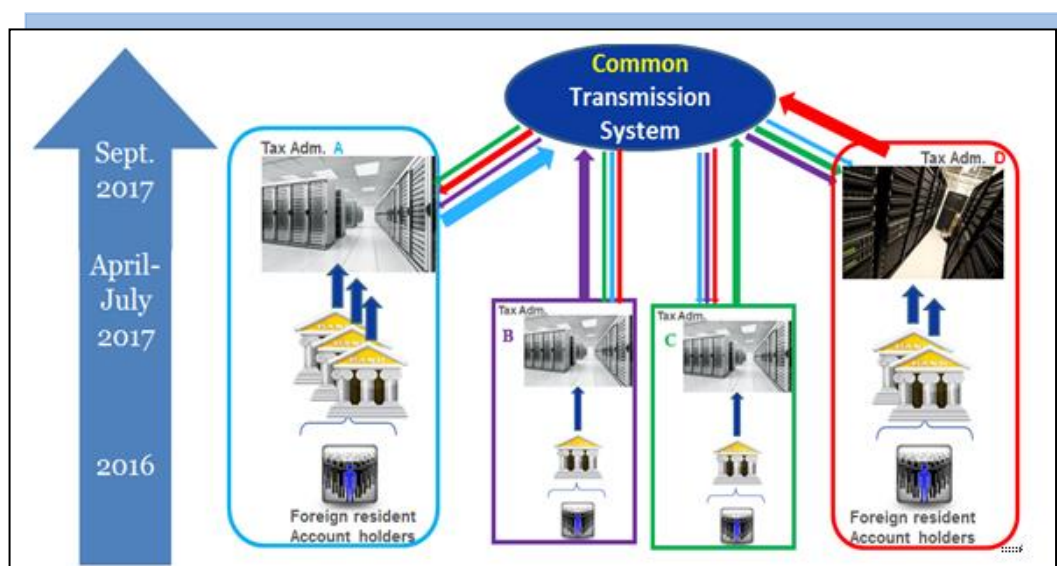 Common
Transmission
System
Sept.
2017
April-
July
2017
2016
Tax Adm. A
BANK
Foreign resident
Account holders
Tax Adm.
B
Tax Adm.
C
Tax Adm. D
Foreign resident
Account holders